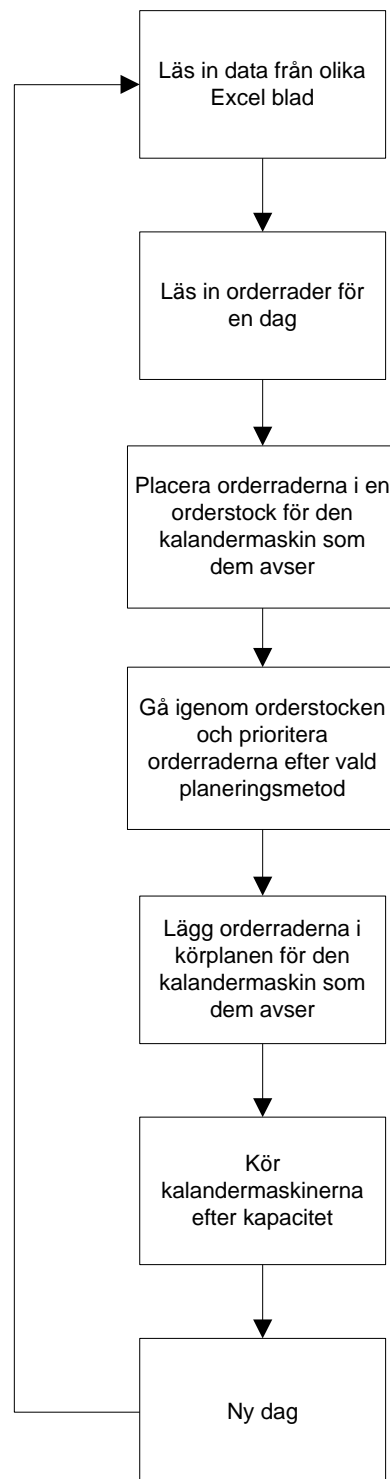 Läs in data från olika
Excel blad
Läs in orderrader för
en dag
Placera orderraderna i en
orderstock för den
kalandermaskin som
dem avser
Gå igenom orderstocken
och prioritera
orderraderna efter vald
planeringsmetod
Lägg orderraderna i
körplanen för den
kalandermaskin som
dem avser
Kör
kalandermaskinerna
efter kapacitet
Ny dag